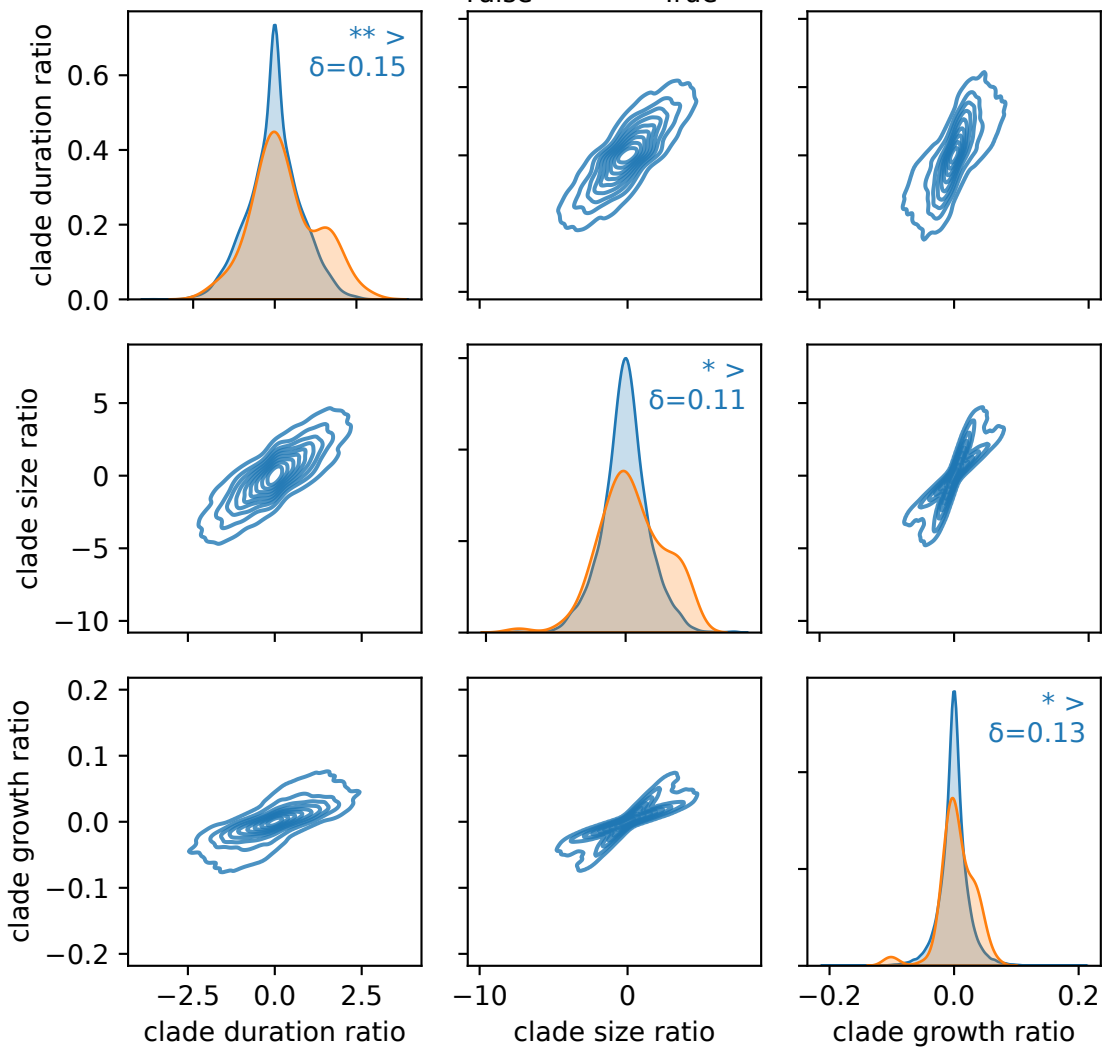 clade duration ratio
0.6
0.4
0.2
0.0
** >
δ=0.15
clade size ratio
5
0
−5
−10
* >
δ=0.11
clade growth ratio
0.2
0.1
0.0
−0.1
−0.2
* >
δ=0.13
−2.5 0.0 2.5
−10 0
−0.2 0.0 0.2
clade duration ratio
clade size ratio
clade growth ratio